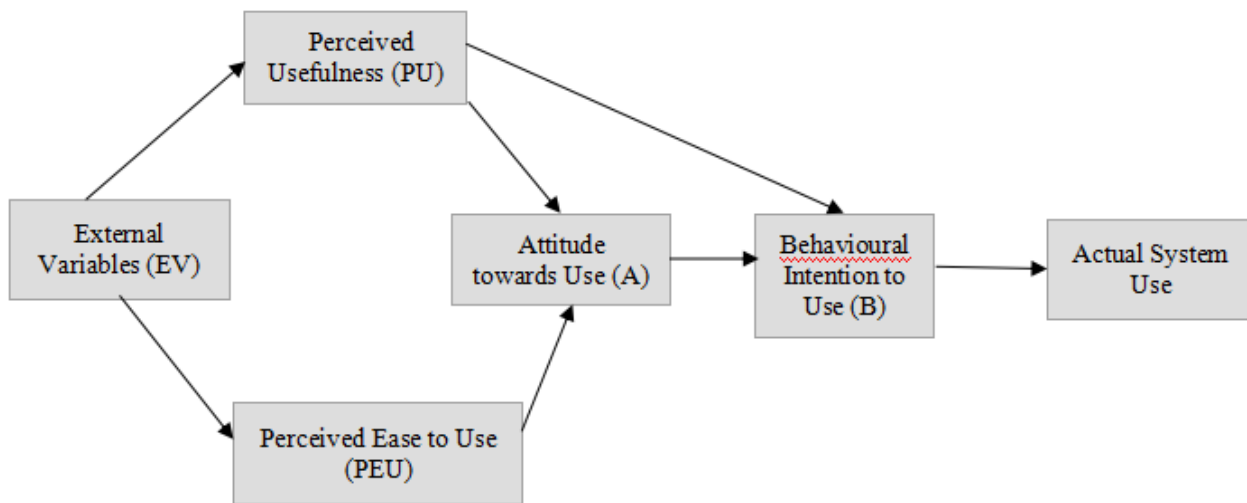 Perceived
Usefulness (PU)
External
Variables (EV)
Attitude
towards Use (A)
Behavioural
Intention to
Use (B)
Actual System
Use
Perceived Ease to Use
(PEU)